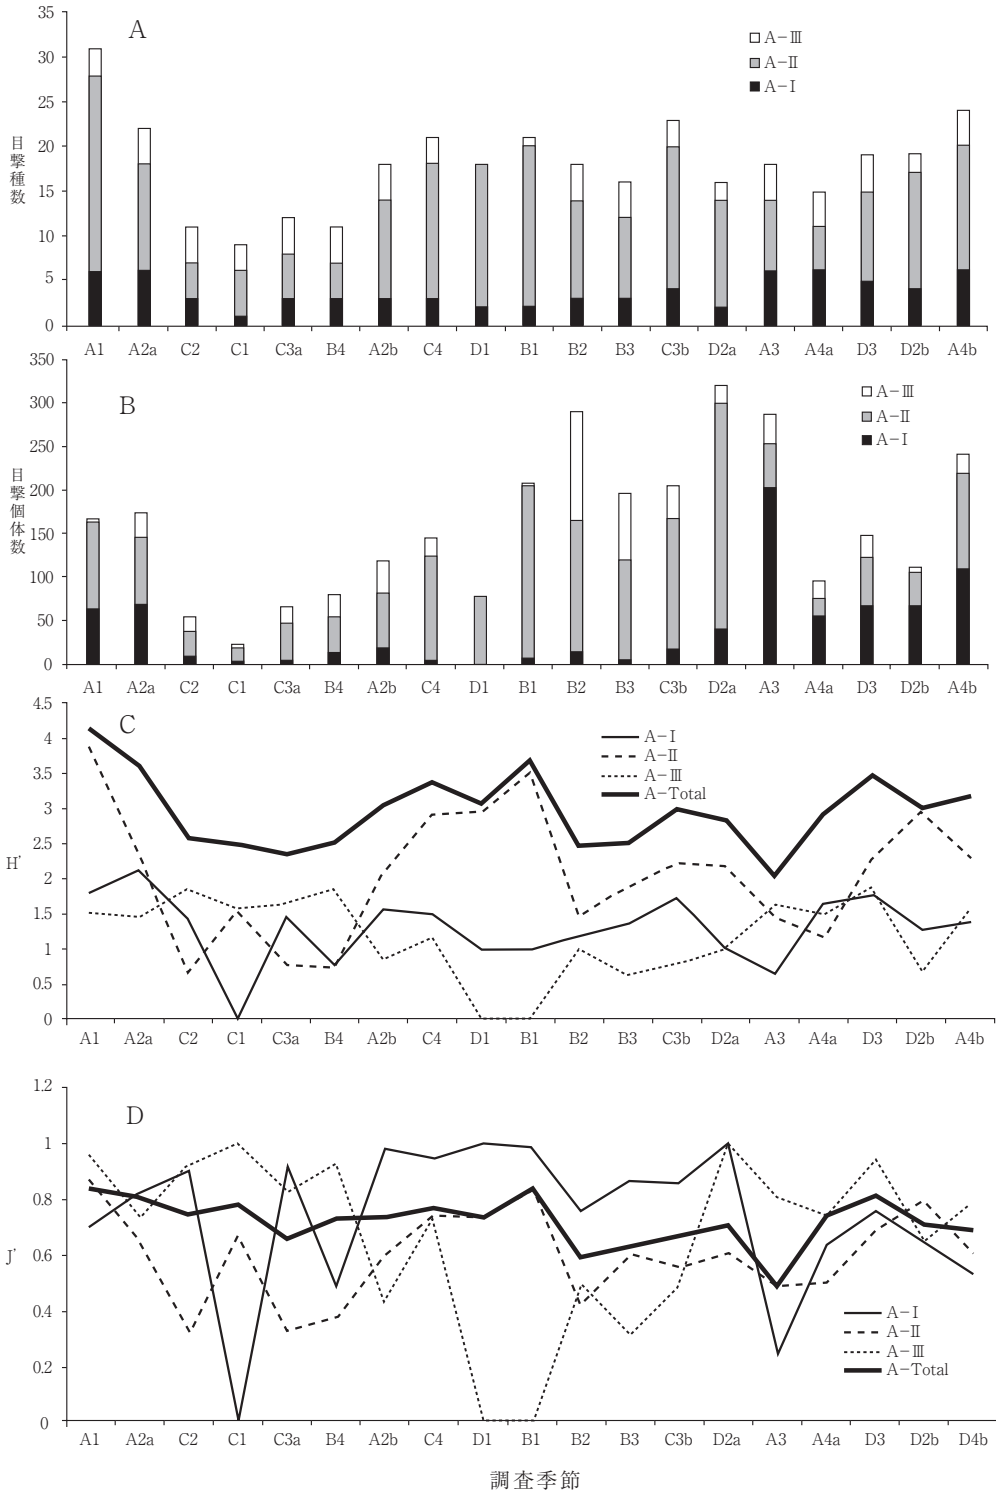 A
35
30
25
20
15
10
5
0
目撃種数
A−Ⅲ
A−Ⅱ
A−Ⅰ
A1 A2a C2 C1 C3a B4 A2b C4 D1 B1 B2 B3 C3b D2a A3 A4a D3 D2b A4b
B
350
300
250
200
150
100
50
0
目撃個体数
A−Ⅲ
A−Ⅱ
A−Ⅰ
A1 A2a C2 C1 C3a B4 A2b C4 D1 B1 B2 B3 C3b D2a A3 A4a D3 D2b A4b
C
4.5
4
3.5
3
2.5
2
1.5
1
0.5
0
H'
A−Ⅰ
A−Ⅱ
A−Ⅲ
A−Total
A1 A2a C2 C1 C3a B4 A2b C4 D1 B1 B2 B3 C3b D2a A3 A4a D3 D2b A4b
D
1.2
1
0.8
0.6
0.4
0.2
0
J'
A−Ⅰ
A−Ⅱ
A−Ⅲ
A−Total
A1 A2a C2 C1 C3a B4 A2b C4 D1 B1 B2 B3 C3b D2a A3 A4a D3 D2b D4b
調査季節